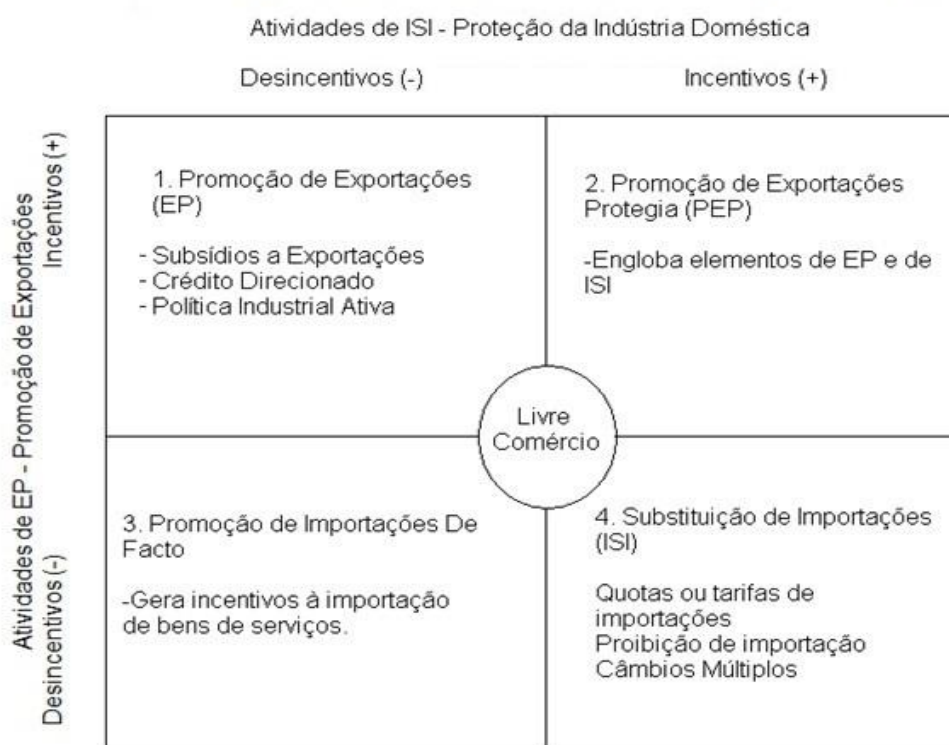 Atividades de ISI - Proteção da Indústria Doméstica
Desincentivos (-)
Incentivos (+)
Atividades de EP - Promoção de Exportações
Incentivos (+)
Desincentivos (-)
1. Promoção de Exportações
(EP)
- Subsídios a Exportações
- Crédito Direcionado
- Política Industrial Ativa
2. Promoção de Exportações
Protegia (PEP)
-Engloba elementos de EP e de
ISI
Livre
Comércio
3. Promoção de Importações De
Facto
-Gera incentivos à importação
de bens de serviços.
4. Substituição de Importações
(ISI)
Quotas ou tarifas de
importações
Proibição de importação
Câmbios Múltiplos